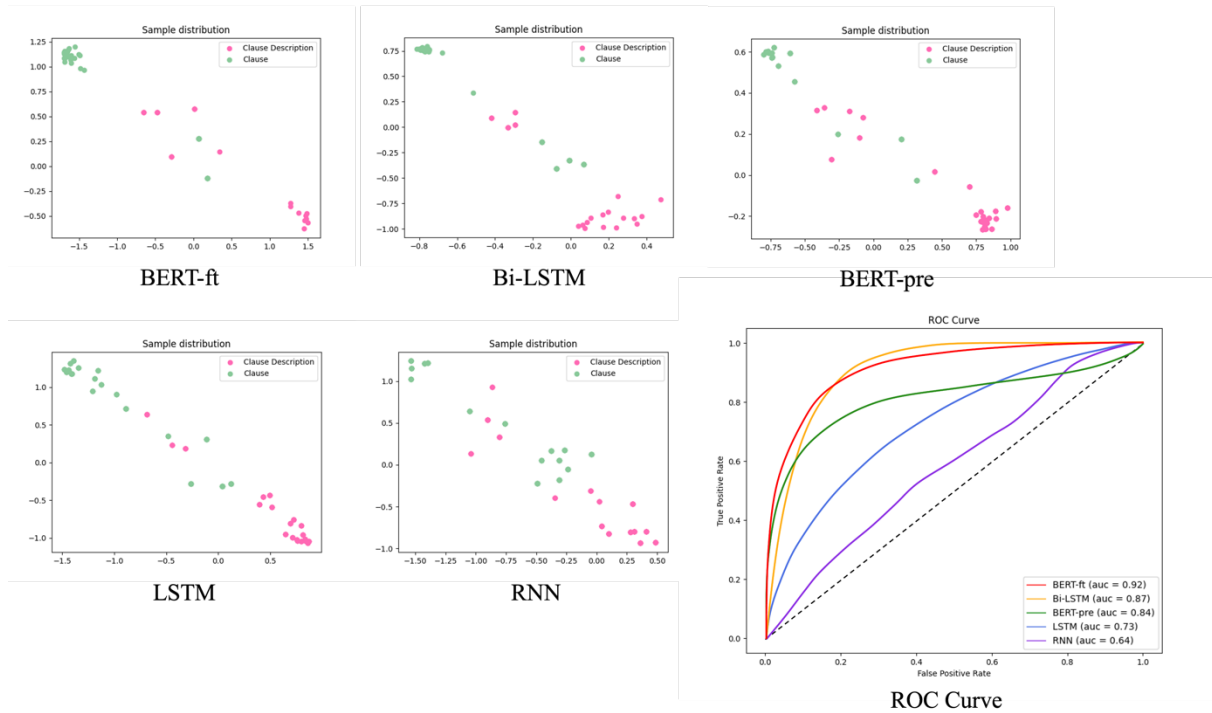 Sample distribution
1.25
1.00
0.75
0.50
0.25
0.00
−0.25
−0.50
Clause Description
Clause
−1.5
−1.0
−0.5
0.0
0.5
1.0
1.5
BERT-ft
Sample distribution
0.75
0.50
0.25
0.00
−0.25
−0.50
−0.75
−1.00
Clause Description
Clause
−0.8
−0.6
−0.4
−0.2
0.0
0.2
0.4
Bi-LSTM
Sample distribution
0.6
0.4
0.2
0.0
−0.2
Clause Description
Clause
−0.75
−0.50
−0.25
0.00
0.25
0.50
0.75
1.00
BERT-pre
Sample distribution
1.0
0.5
0.0
−0.5
−1.0
Clause Description
Clause
−1.5
−1.0
−0.5
0.0
0.5
LSTM
Sample distribution
1.0
0.5
0.0
−0.5
−1.0
Clause Description
Clause
−1.50
−1.25
−1.00
−0.75
−0.50
−0.25
0.00
0.25
0.50
RNN
ROC Curve
True Positive Rate
1.0
0.8
0.6
0.4
0.2
0.0
BERT-ft (auc = 0.92)
Bi-LSTM (auc = 0.87)
BERT-pre (auc = 0.84)
LSTM (auc = 0.73)
RNN (auc = 0.64)
0.0
0.2
0.4
0.6
0.8
1.0
False Positive Rate
ROC Curve